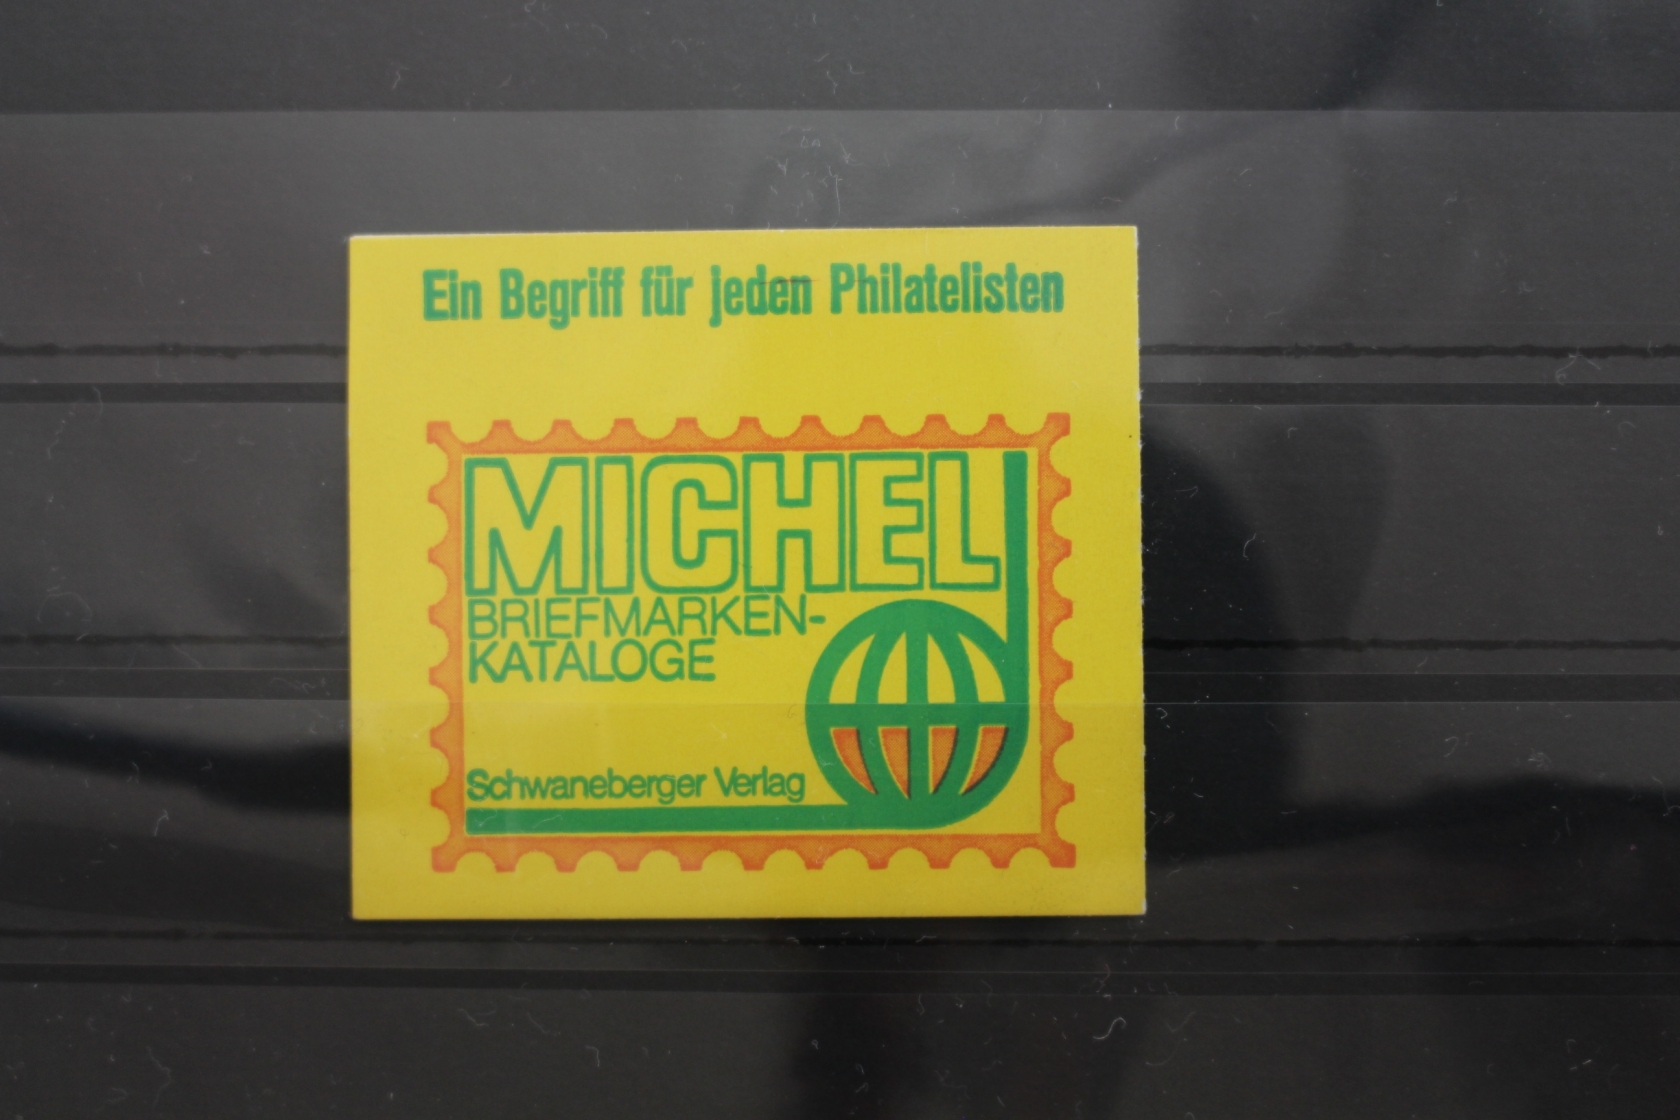 Ein Begriff für jeden Philatelisten
MICHEL
BRIEFMARKEN-
KATALOGE
Schwaneberger Verlag